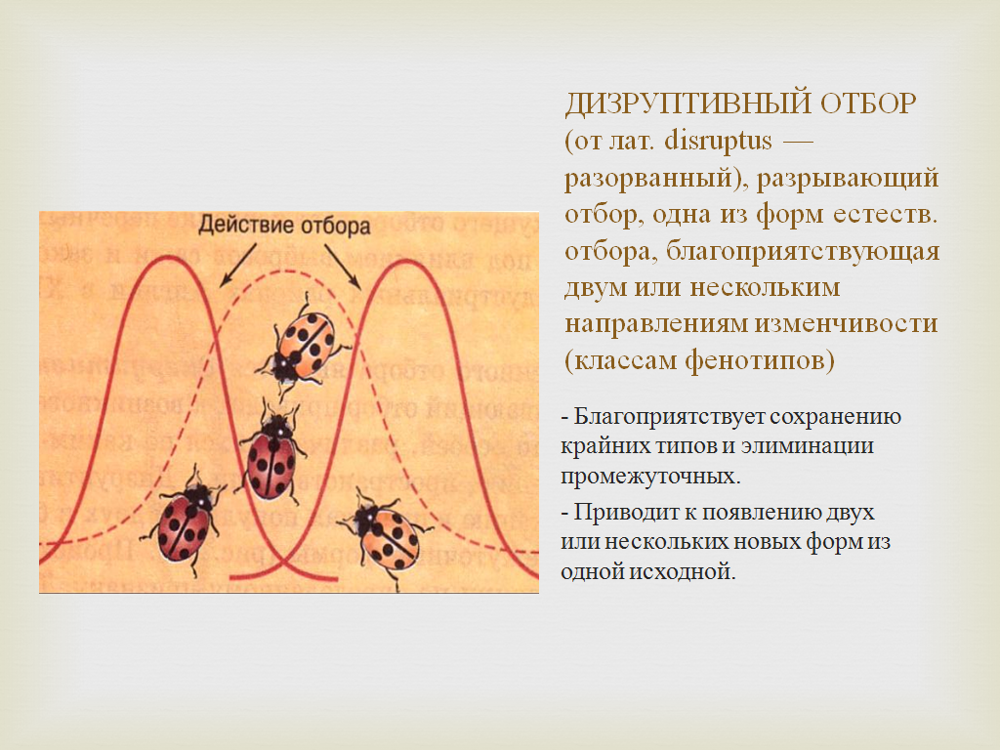 ДИЗРУПТИВНЫЙ ОТБОР
(от лат. disruptus —
разорванный), разрывающий
отбор, одна из форм естеств.
отбора, благоприятствующая
двум или нескольким
направлениям изменчивости
(классам фенотипов)
Действие отбора
- Благоприятствует сохранению
крайних типов и элиминации
промежуточных.
- Приводит к появлению двух
или нескольких новых форм из
одной исходной.